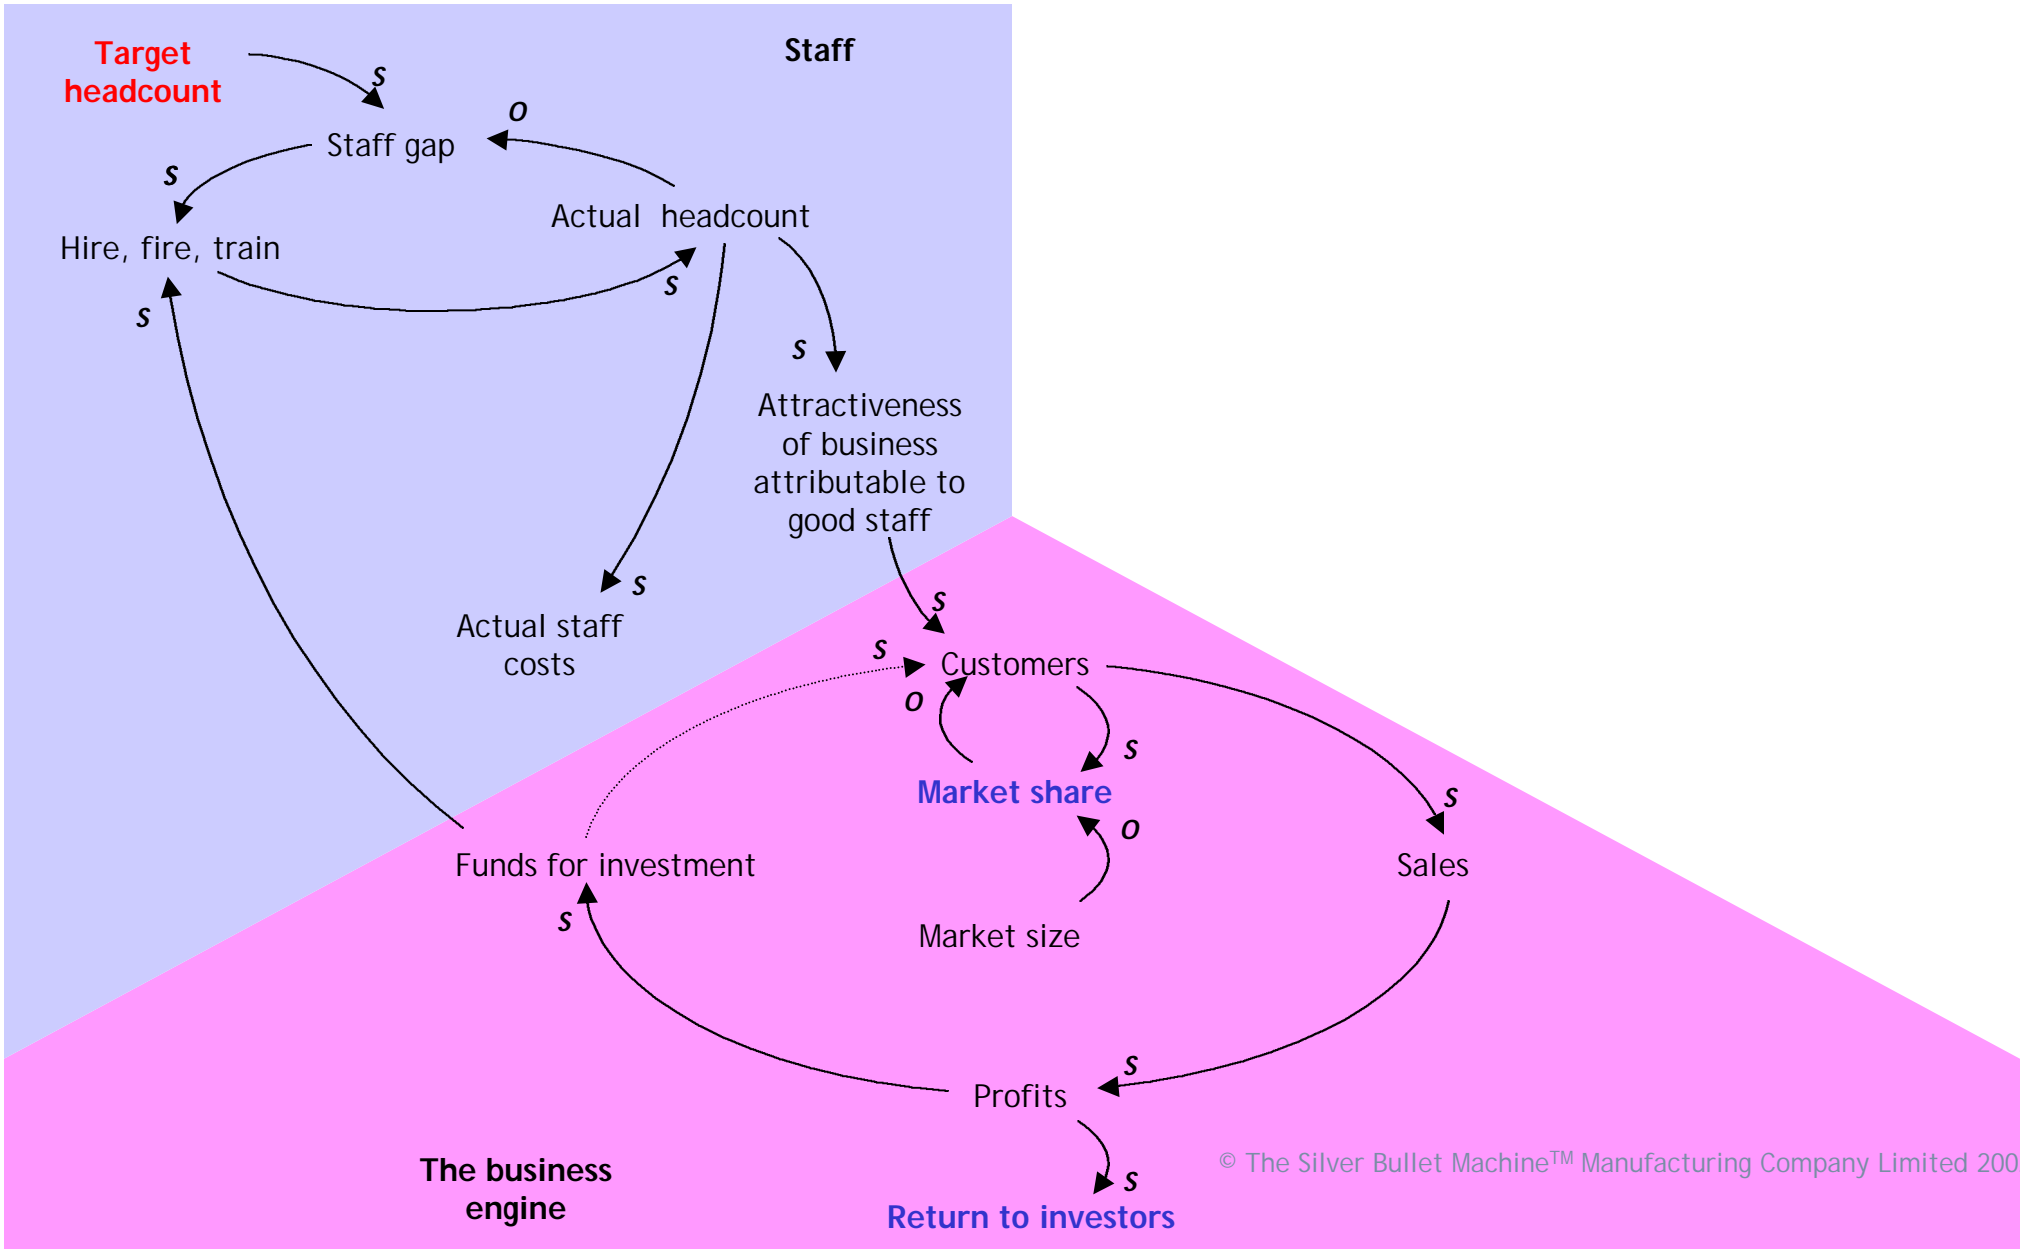 Target
headcount
Staff
S
O
Staff gap
S
Actual headcount
Hire, fire, train
S
S
S
Attractiveness
of business
attributable to
good staff
S
S
Actual staff
costs
S
Customers
O
S
Market share
S
O
Funds for investment
Sales
S
Market size
S
Profits
The business
engine
© The Silver Bullet Machine™ Manufacturing Company Limited 200
S
Return to investors